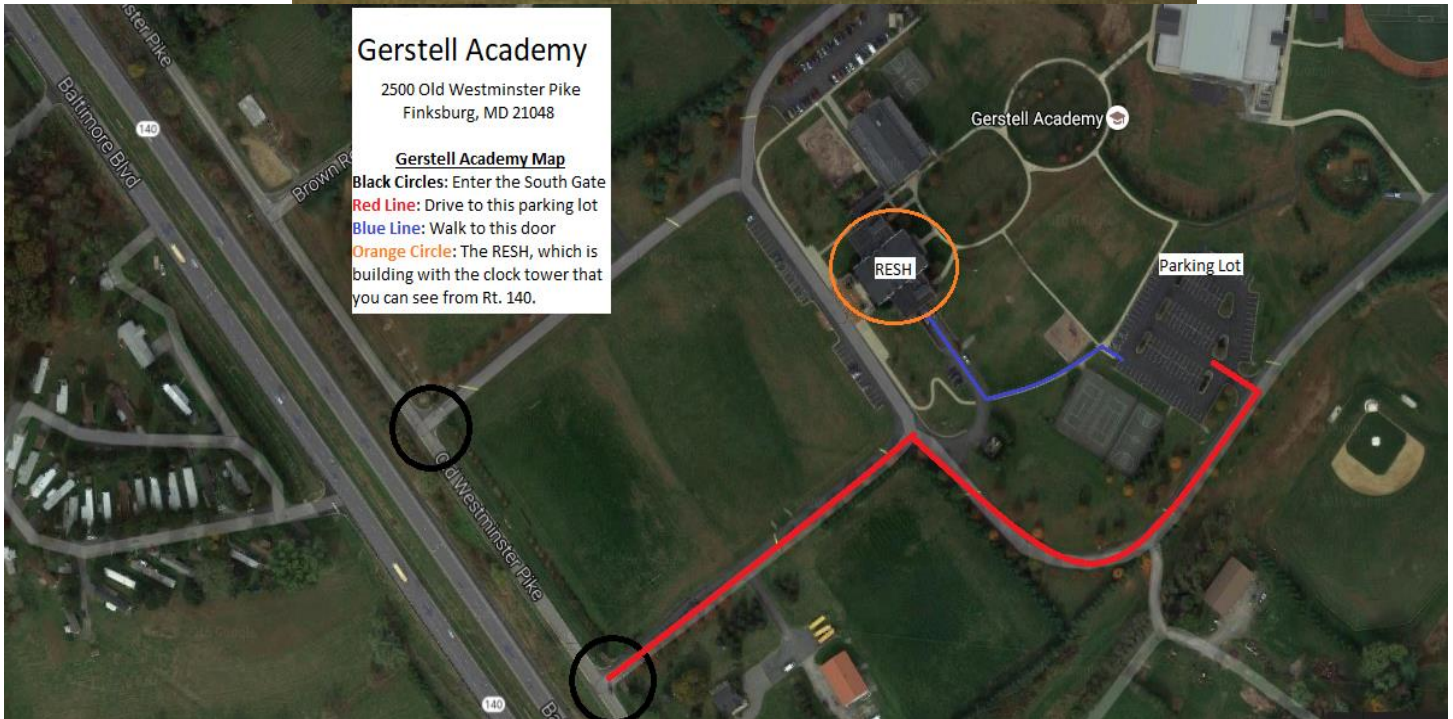 Gerstell Academy
2500 Old Westminster Pike
Finksburg, MD 21048
Gerstell Academy Map
Black Circles: Enter the South Gate
Red Line: Drive to this parking lot
Blue Line: Walk to this door
Orange Circle: The RESH, which is
building with the clock tower that
you can see from Rt. 140.
ster Pike
Baltimore Blvd
140
Brown R
Gerstell Academy
RESH
Parking Lot
Old Westminster Pike
140
Ba